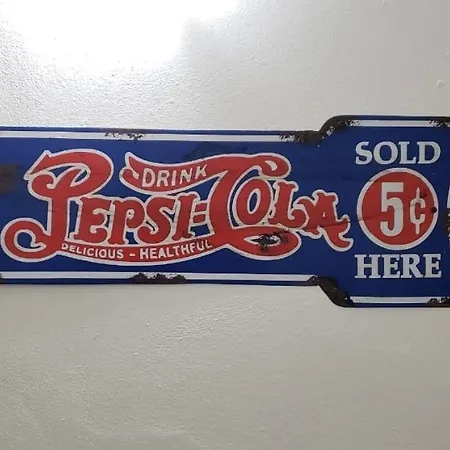 DRINK
PEPSI=COLA
DELICIOUS - HEALTHFUL
SOLD
5¢
HERE